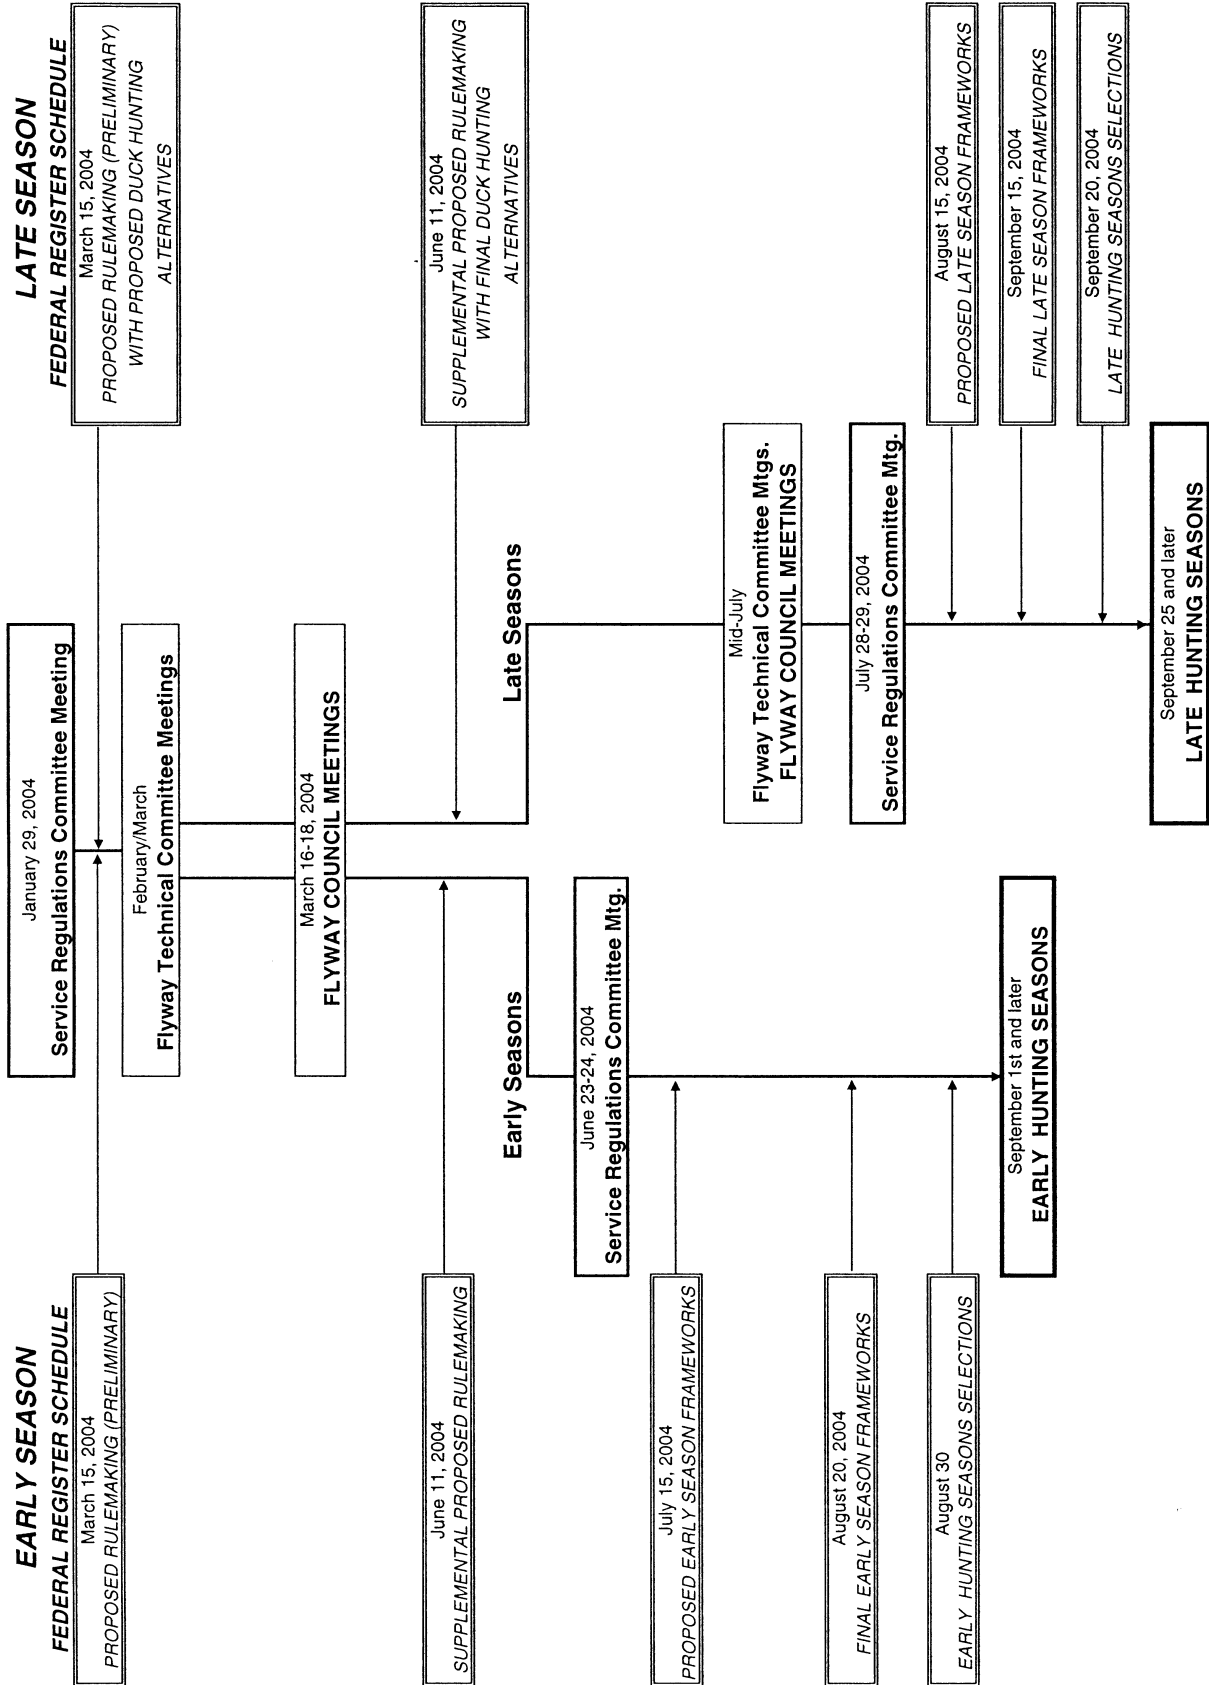 EARLY SEASON
FEDERAL REGISTER SCHEDULE
March 15, 2004
PROPOSED RULEMAKING (PRELIMINARY)
June 11, 2004
SUPPLEMENTAL PROPOSED RULEMAKING
July 15, 2004
PROPOSED EARLY SEASON FRAMEWORKS
August 20, 2004
FINAL EARLY SEASON FRAMEWORKS
August 30
EARLY HUNTING SEASONS SELECTIONS
January 29, 2004
Service Regulations Committee Meeting
February/March
Flyway Technical Committee Meetings
March 16-18, 2004
FLYWAY COUNCIL MEETINGS
Early Seasons
June 23-24, 2004
Service Regulations Committee Mtg.
September 1st and later
EARLY HUNTING SEASONS
Late Seasons
Mid-July
Flyway Technical Committee Mtgs.
FLYWAY COUNCIL MEETINGS
July 28-29, 2004
Service Regulations Committee Mtg.
September 25 and later
LATE HUNTING SEASONS
LATE SEASON
FEDERAL REGISTER SCHEDULE
March 15, 2004
PROPOSED RULEMAKING (PRELIMINARY)
WITH PROPOSED DUCK HUNTING
ALTERNATIVES
June 11, 2004
SUPPLEMENTAL PROPOSED RULEMAKING
WITH FINAL DUCK HUNTING
ALTERNATIVES
August 15, 2004
PROPOSED LATE SEASON FRAMEWORKS
September 15, 2004
FINAL LATE SEASON FRAMEWORKS
September 20, 2004
LATE HUNTING SEASONS SELECTIONS